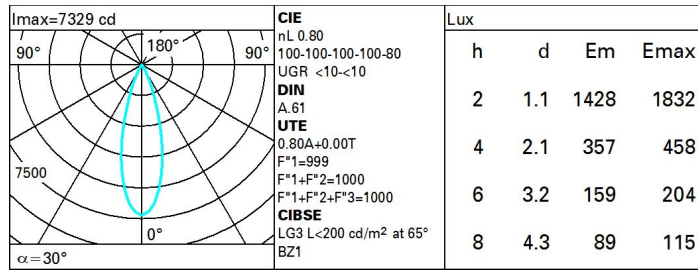 Imax=7329 cd
90°
180°
90°
7500
0°
α=30°
CIE
nL 0.80
100-100-100-100-80
UGR <10-<10
DIN
A.61
UTE
0.80A+0.00T
F"1=999
F"1+F"2=1000
F"1+F"2+F"3=1000
CIBSE
LG3 L<200 cd/m² at 65°
BZ1
Lux
h d Em Emax
2 1.1 1428 1832
4 2.1 357 458
6 3.2 159 204
8 4.3 89 115